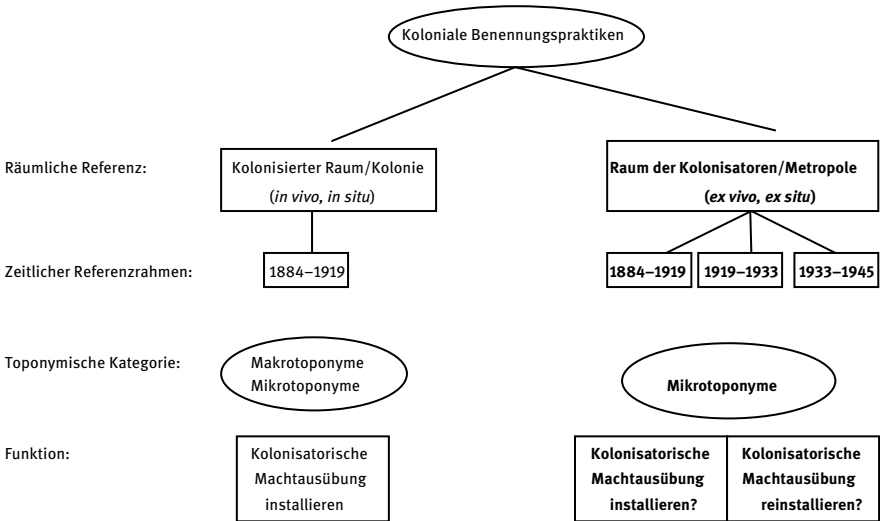 Koloniale Benennungspraktiken
Räumliche Referenz:
Kolonisierter Raum/Kolonie
(in vivo, in situ)
Raum der Kolonisatoren/Metropole
(ex vivo, ex situ)
Zeitlicher Referenzrahmen:
1884–1919
1884–1919
1919–1933
1933–1945
Toponymische Kategorie:
Makrotoponyme
Mikrotoponyme
Mikrotoponyme
Funktion:
Kolonisatorische
Machtausübung
installieren
Kolonisatorische
Machtausübung
installieren?
Kolonisatorische
Machtausübung
reinstallieren?